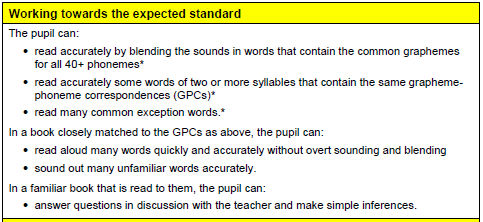 Working towards the expected standard
The pupil can:
• read accurately by blending the sounds in words that contain the common graphemes
for all 40+ phonemes*
• read accurately some words of two or more syllables that contain the same grapheme-
phoneme correspondences (GPCs)*
• read many common exception words.*
In a book closely matched to the GPCs as above, the pupil can:
• read aloud many words quickly and accurately without overt sounding and blending
• sound out many unfamiliar words accurately.
In a familiar book that is read to them, the pupil can:
• answer questions in discussion with the teacher and make simple inferences.